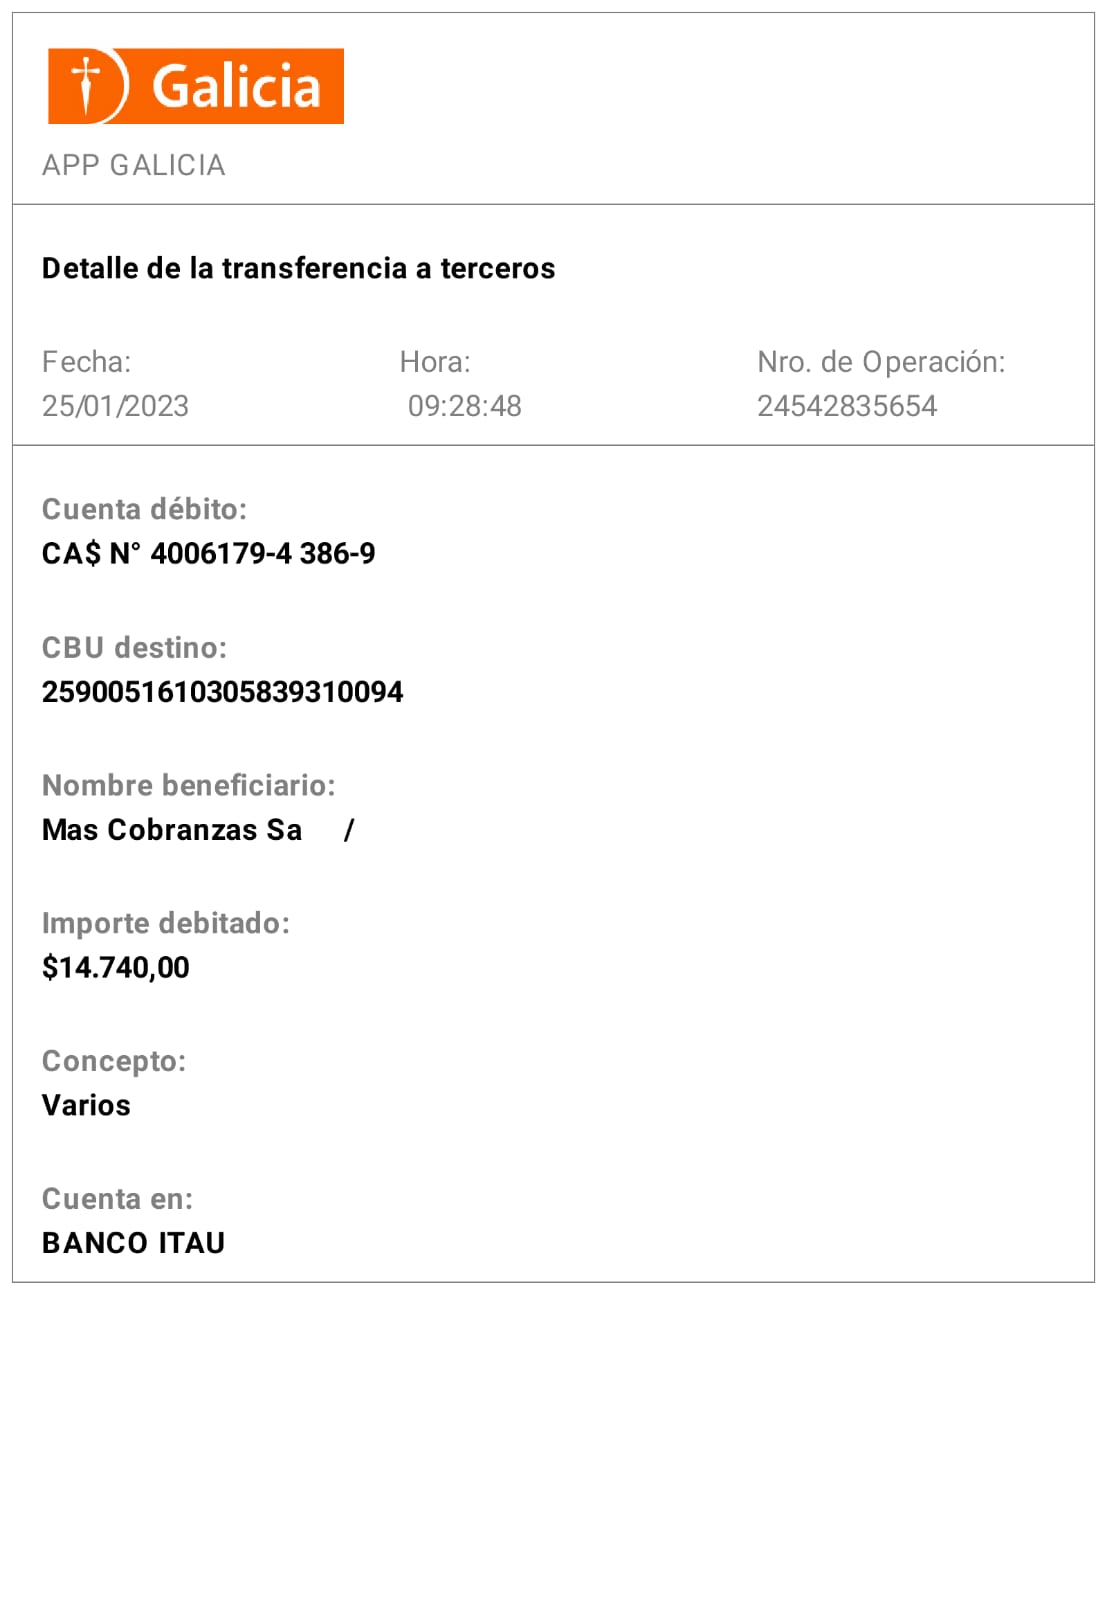 Galicia
APP GALICIA
Detalle de la transferencia a terceros
Fecha: Hora: Nro. de Operación:
25/01/2023 09:28:48 24542835654
Cuenta débito:
CA$ N° 4006179-4 386-9
CBU destino:
2590051610305839310094
Nombre beneficiario:
Mas Cobranzas Sa /
Importe debitado:
$14.740,00
Concepto:
Varios
Cuenta en:
BANCO ITAU